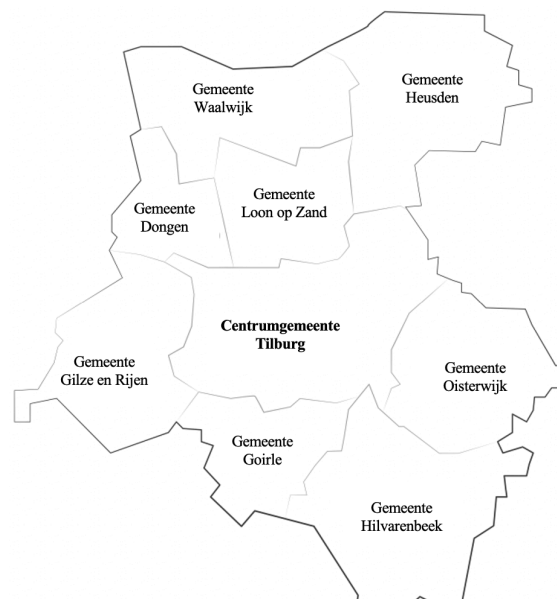 Gemeente
Heusden
Gemeente
Waalwijk
Gemeente
Loon op Zand
Gemeente
Dongen
Centrumgemeente
Tilburg
Gemeente
Gilze en Rijen
Gemeente
Oisterwijk
Gemeente
Goirle
Gemeente
Hilvarenbeek